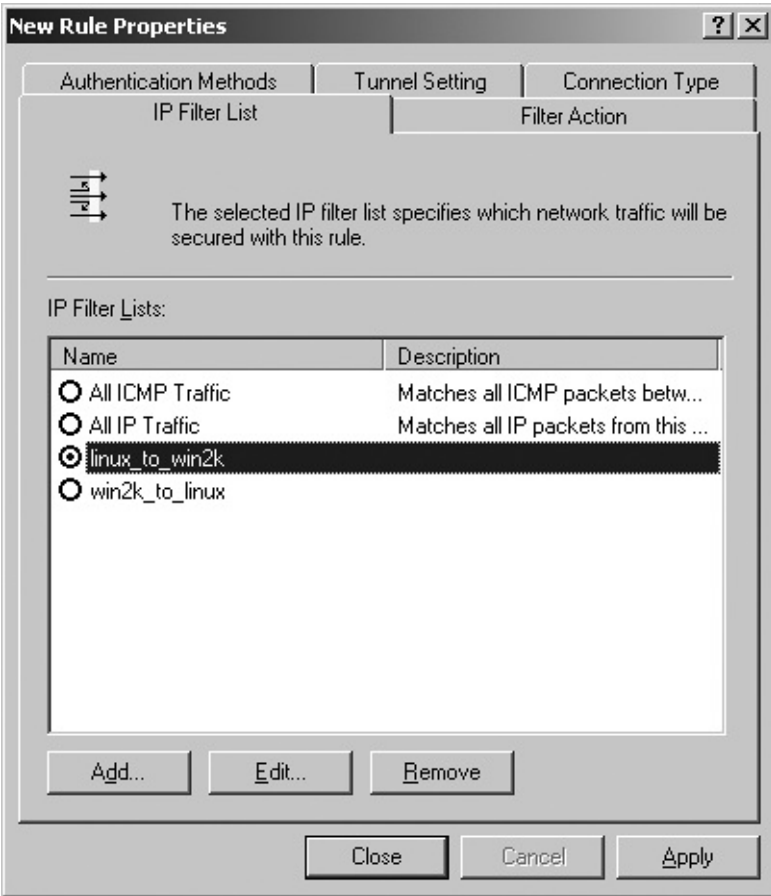 New Rule Properties
Authentication Methods Tunnel Setting Connection Type
IP Filter List Filter Action
The selected IP filter list specifies which network traffic will be
secured with this rule.
IP Filter Lists:
Name Description
All ICMP Traffic Matches all ICMP packets betw...
All IP Traffic Matches all IP packets from this ...
linux_to_win2k
win2k_to_linux
Add... Edit... Remove
Close Cancel Apply